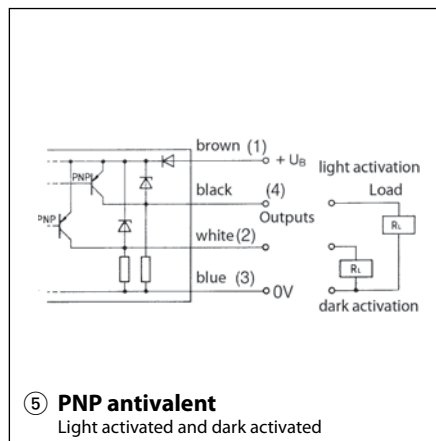 brown (1)
+ UB
light activation
PNP
black (4)
Load
Outputs
RL
PNP
white (2)
RL
blue (3)
0V
dark activation
⑤ PNP antivalent
Light activated and dark activated